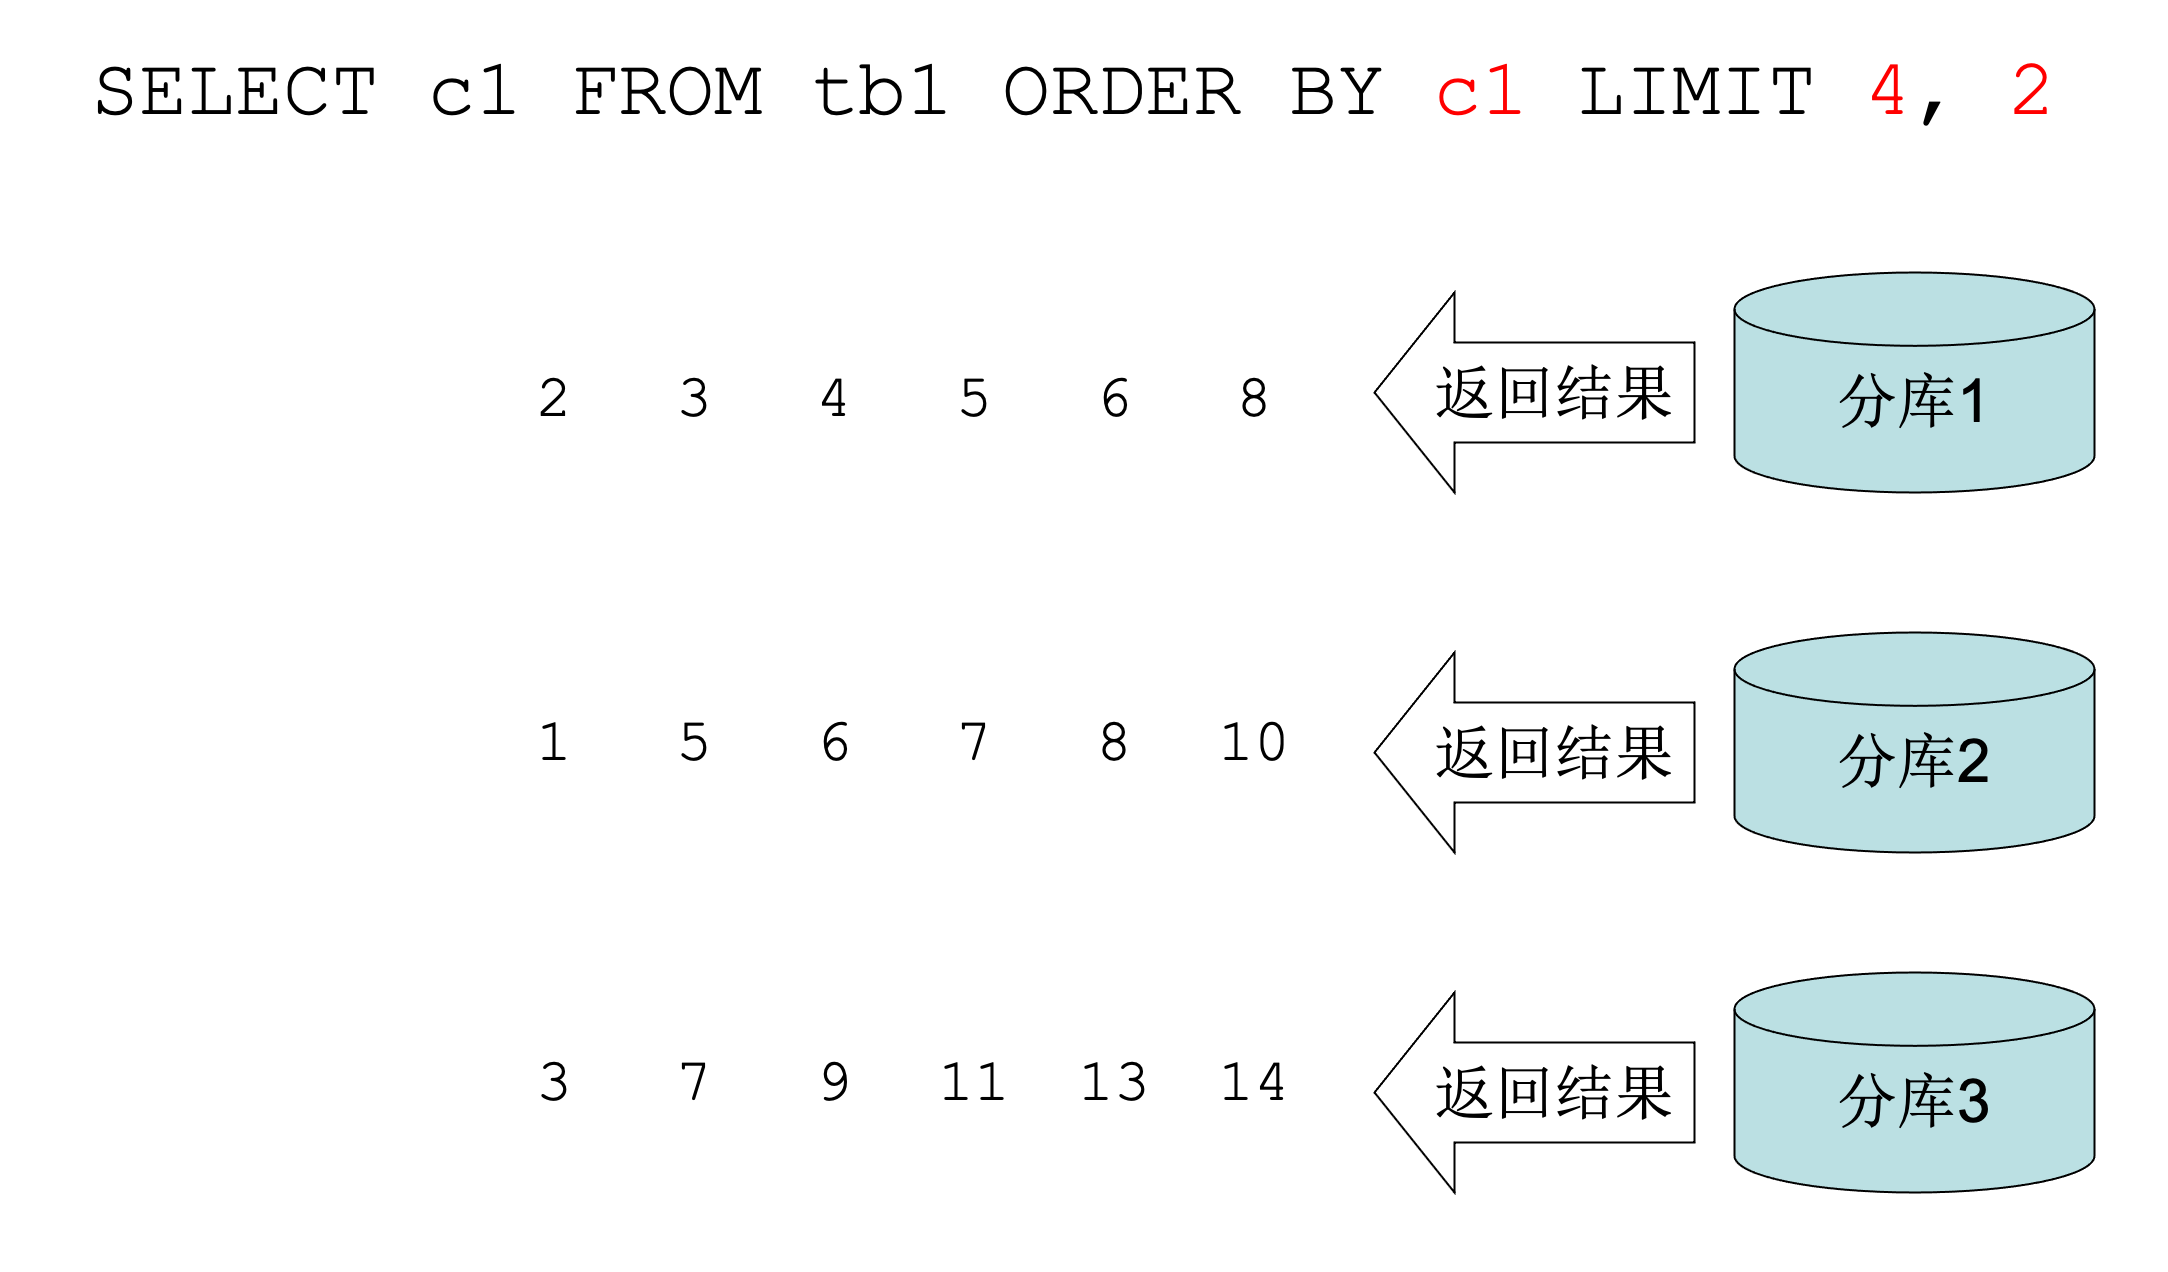 SELECT c1 FROM tb1 ORDER BY c1 LIMIT 4, 2
2 3 4 5 6 8 返回结果 分库1
1 5 6 7 8 10 返回结果 分库2
3 7 9 11 13 14 返回结果 分库3